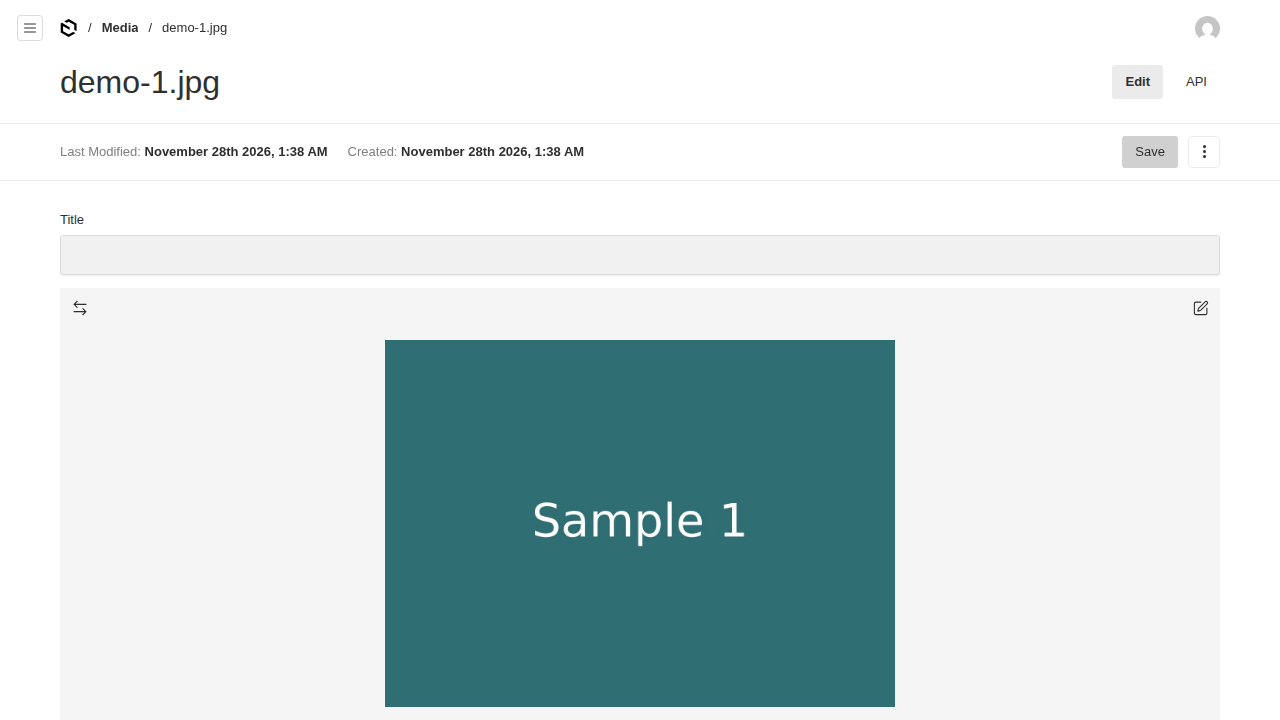 / Media / demo-1.jpg
demo-1.jpg
Edit API
Last Modified: November 28th 2026, 1:38 AM Created: November 28th 2026, 1:38 AM
Save
Title
Sample 1